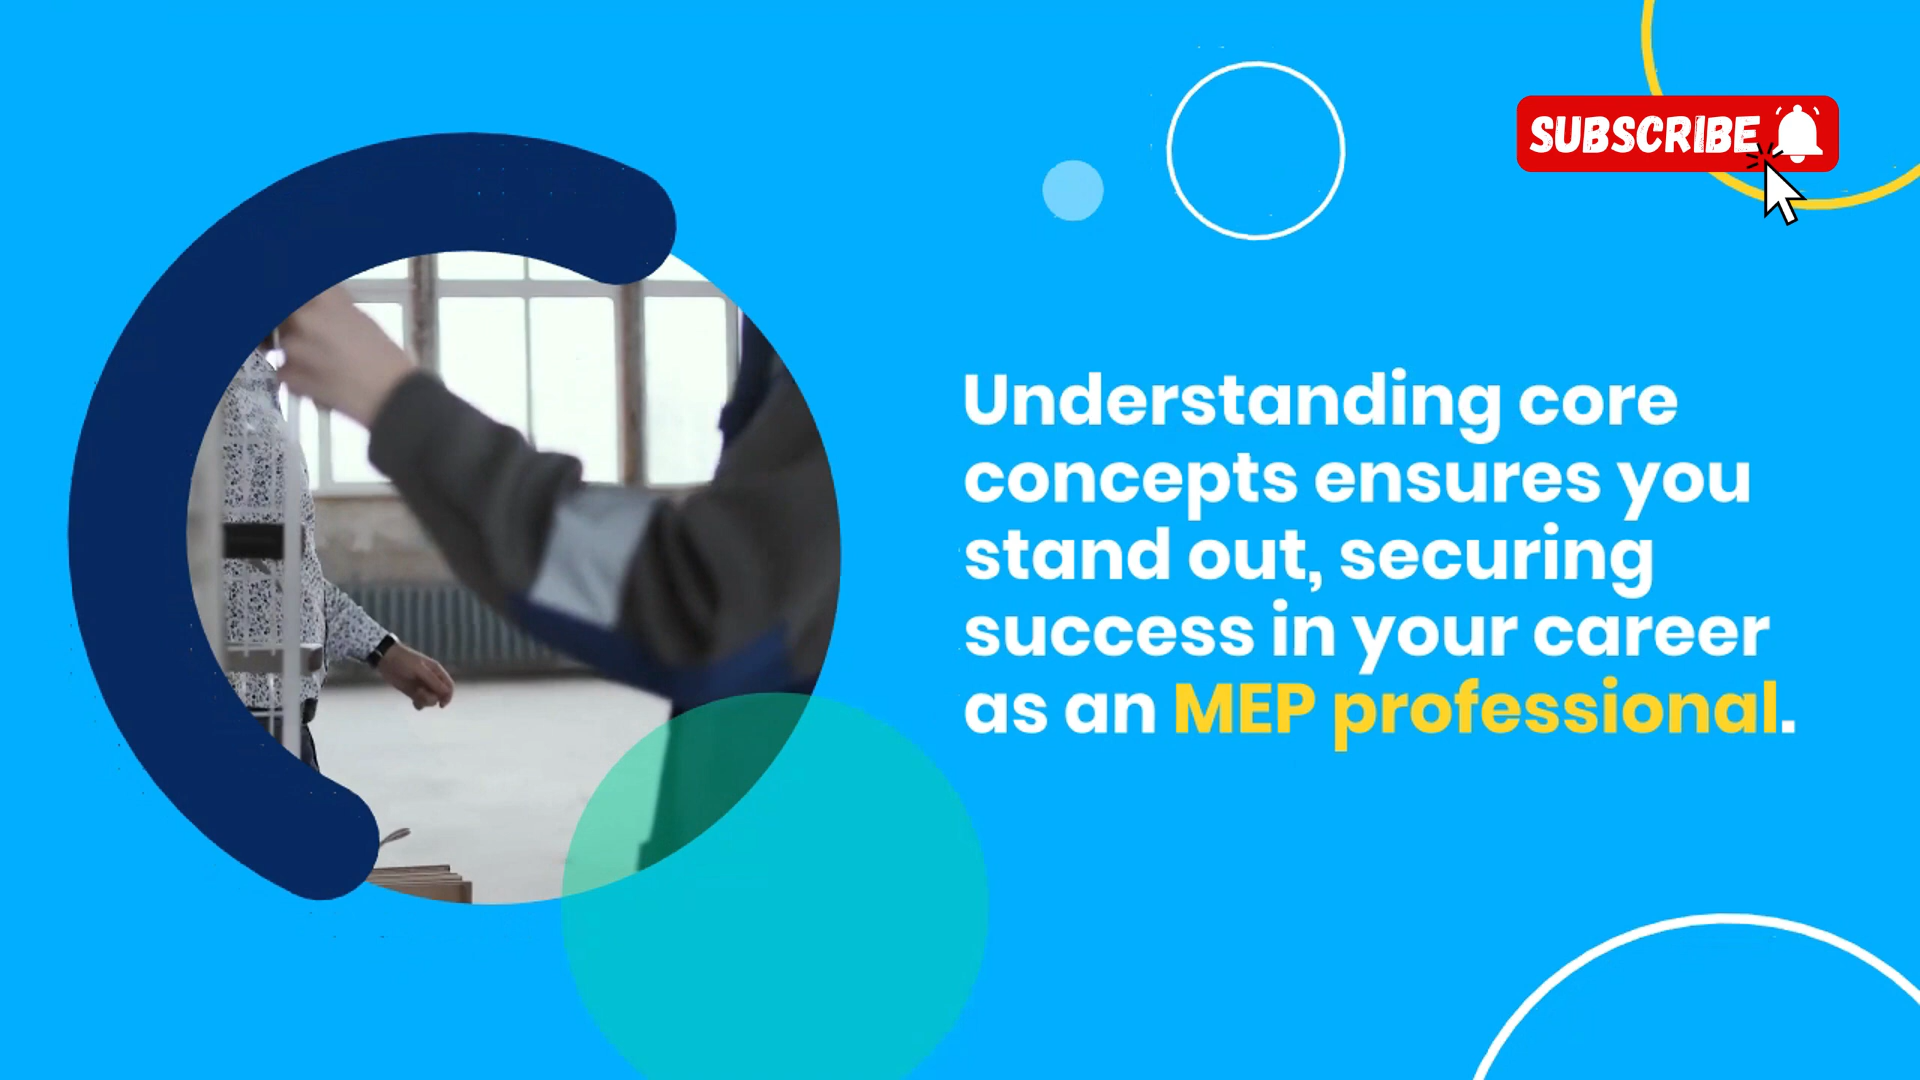 SUBSCRIBE
Understanding core
concepts ensures you
stand out, securing
success in your career
as an MEP professional.